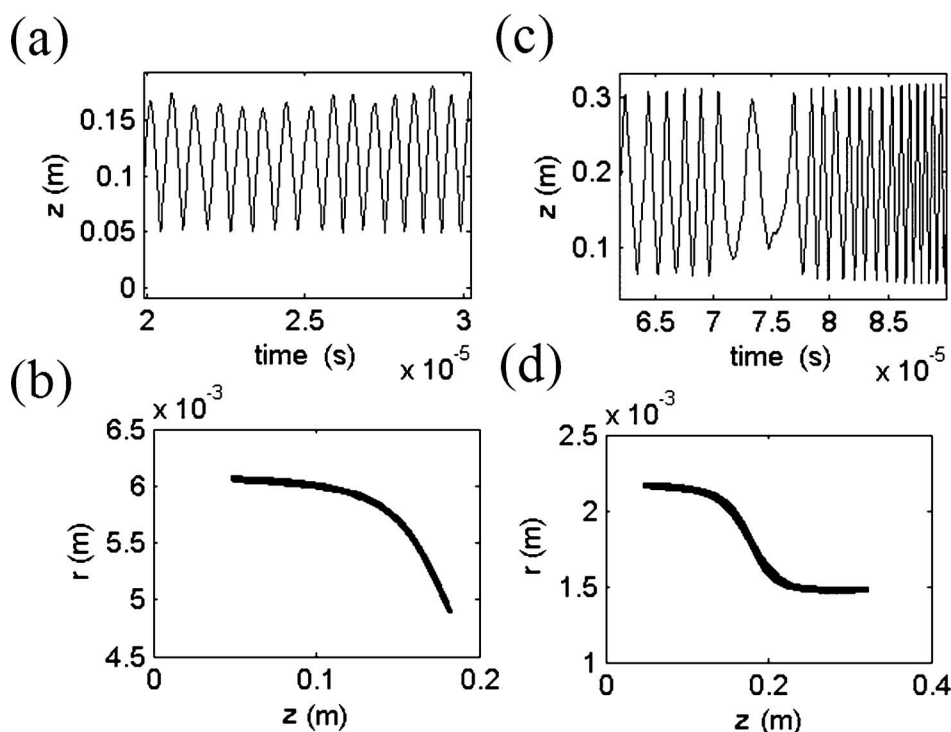 (a)
z (m)
0.15
0.1
0.05
0
2
2.5
3
time (s)
x 10⁻⁵
(c)
z (m)
0.3
0.2
0.1
6.5
7
7.5
8
8.5
time (s)
x 10⁻⁵
(b)
x 10⁻³
r (m)
6.5
6
5.5
5
4.5
0
0.1
0.2
z (m)
(d)
x 10⁻³
r (m)
2.5
2
1.5
1
0
0.2
0.4
z (m)